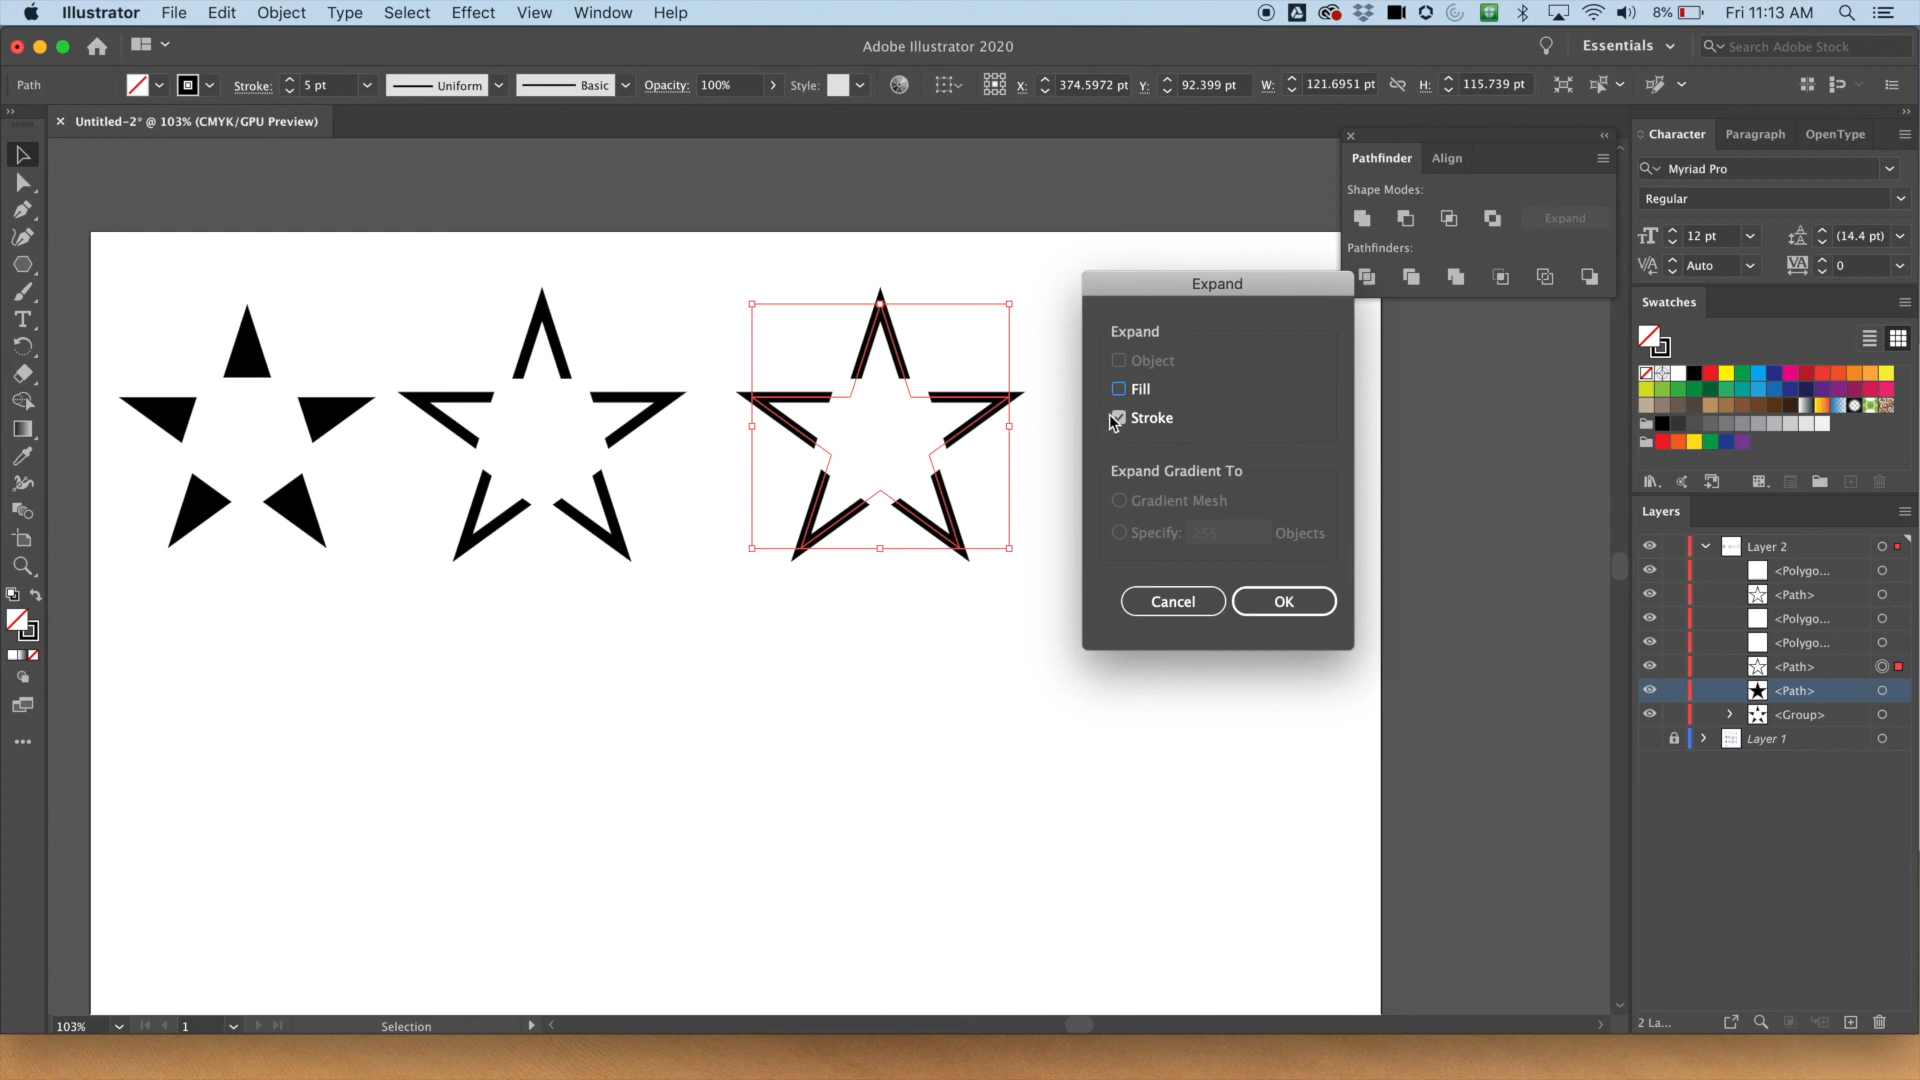 Illustrator File Edit Object Type Select Effect View Window Help 8% Fri 11:13 AM
Adobe Illustrator 2020 Essentials Search Adobe Stock
Path Stroke: 5 pt Uniform Basic Opacity: 100% Style: X: 374.5972 pt Y: 92.399 pt W: 121.6951 pt H: 115.739 pt
Untitled-2* @ 103% (CMYK/GPU Preview)
Pathfinder Align
Shape Modes:
Expand
Pathfinders:
Expand
Expand
Object
Fill
Stroke
Expand Gradient To
Gradient Mesh
Specify: 255 Objects
Cancel OK
Character Paragraph OpenType
Myriad Pro
Regular
12 pt (14.4 pt)
Auto 0
Swatches
Layers
Layer 2
<Polygo...
<Path>
<Polygo...
<Polygo...
<Path>
<Path>
<Group>
Layer 1
2 La...
103% 1 Selection